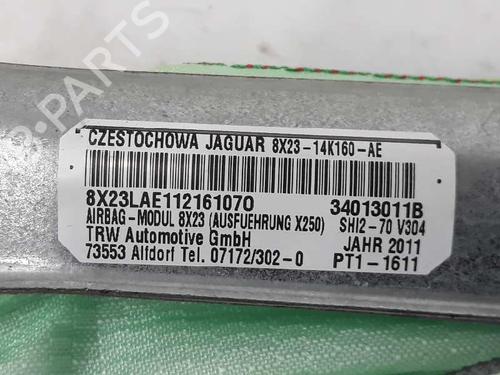 CZESTOCHOWA JAGUAR 8X23-14K160-AE
8X23LAE112161070 34013011B
AIRBAG-MODUL 8X23 (AUSFUEHRUNG X250) SHI2-70 V304
TRW Automotive GmbH JAHR 2011
73553 Alfdorf Tel. 07172/302-0 PT1-1611
B-PARTS